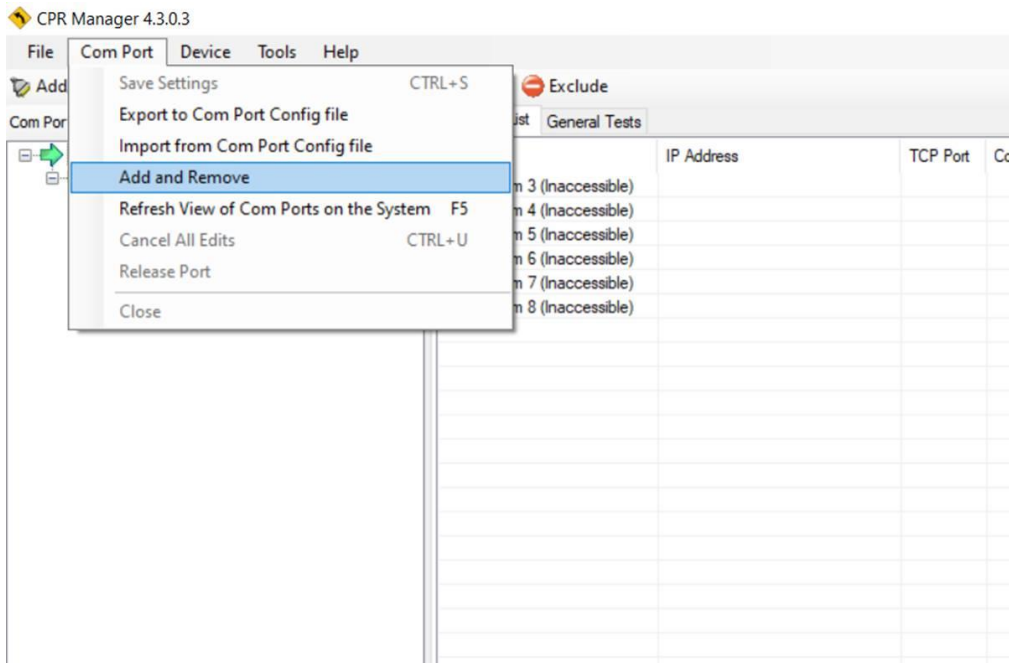 CPR Manager 4.3.0.3
File Com Port Device Tools Help
Add Exclude
Save Settings CTRL+S
Export to Com Port Config file
Import from Com Port Config file
Add and Remove
Refresh View of Com Ports on the System F5
Cancel All Edits CTRL+U
Release Port
Close
Com Por
ist General Tests
IP Address TCP Port Co
m 3 (Inaccessible)
m 4 (Inaccessible)
m 5 (Inaccessible)
m 6 (Inaccessible)
m 7 (Inaccessible)
m 8 (Inaccessible)